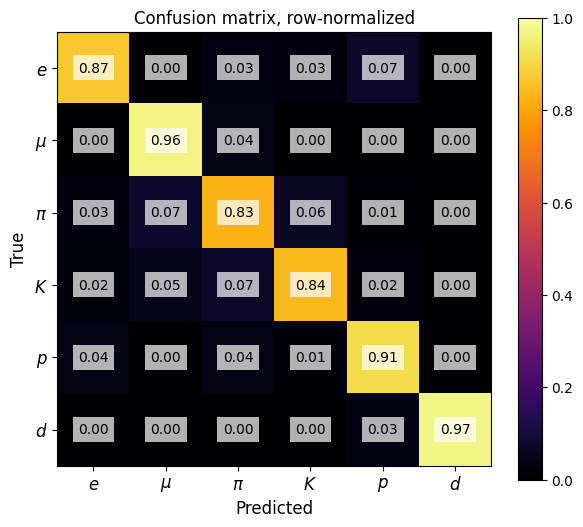 Confusion matrix, row-normalized
True
e 0.87 0.00 0.03 0.03 0.07 0.00
μ 0.00 0.96 0.04 0.00 0.00 0.00
π 0.03 0.07 0.83 0.06 0.01 0.00
K 0.02 0.05 0.07 0.84 0.02 0.00
p 0.04 0.00 0.04 0.01 0.91 0.00
d 0.00 0.00 0.00 0.00 0.03 0.97
e μ π K p d
Predicted
1.0
0.8
0.6
0.4
0.2
0.0